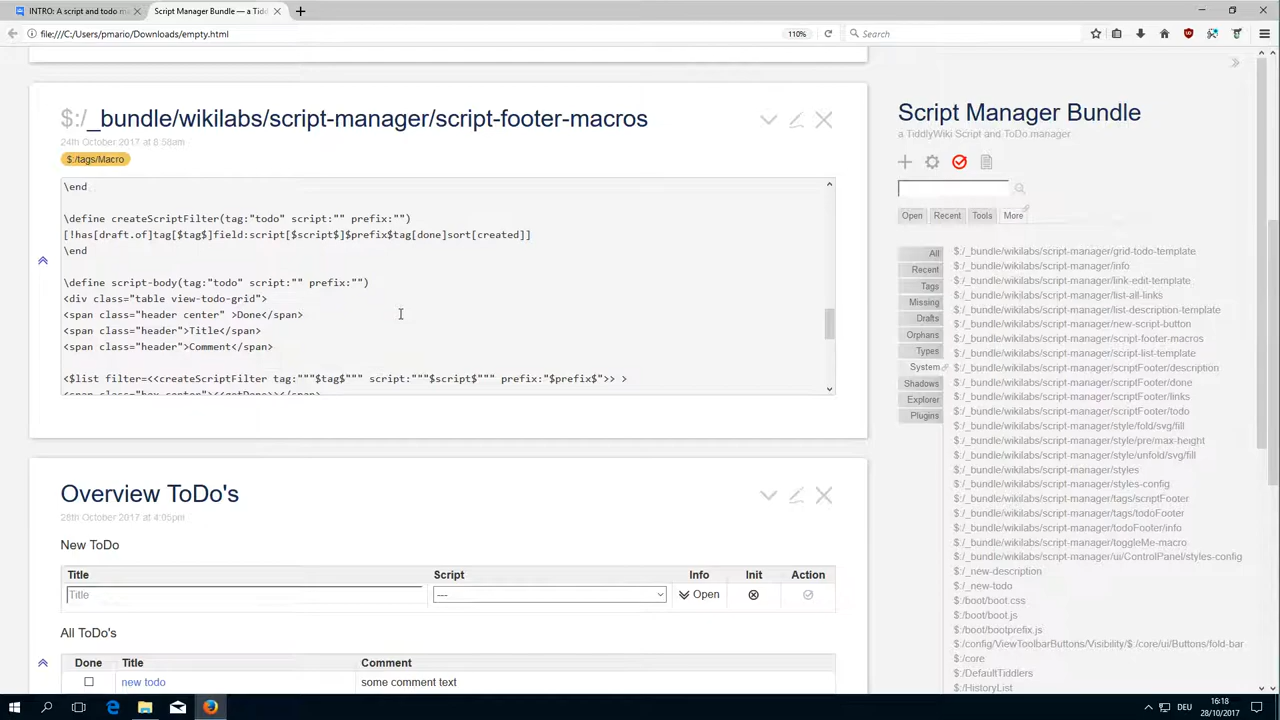 INTRO: A script and todo m
Script Manager Bundle — a Tidd
file:///C:/Users/pmario/Downloads/empty.html
110%
Search
$:/_bundle/wikilabs/script-manager/script-footer-macros
24th October 2017 at 8:58am
$:/tags/Macro
\end
\define createScriptFilter(tag:"todo" script:"" prefix:"")
[!has[draft.of]tag[$tag$]field:script[$script$]$prefix$tag[done]sort[created]]
\end
\define script-body(tag:"todo" script:"" prefix:"")
<div class="table view-todo-grid">
<span class="header center" >Done</span>
<span class="header">Title</span>
<span class="header">Comment</span>
<$list filter=<<createScriptFilter tag:"""$tag$""" script:"""$script$""" prefix:"$prefix$">> >
<span class="box center"><<getDone>></span>
Overview ToDo's
28th October 2017 at 4:05pm
New ToDo
Title Script Info Init Action
Title --- Open
All ToDo's
Done Title Comment
new todo some comment text
Script Manager Bundle
a TiddlyWiki Script and ToDo manager
Open Recent Tools More
All
Recent
Tags
Missing
Drafts
Orphans
Types
System
Shadows
Explorer
Plugins
$:/_bundle/wikilabs/script-manager/grid-todo-template
$:/_bundle/wikilabs/script-manager/info
$:/_bundle/wikilabs/script-manager/link-edit-template
$:/_bundle/wikilabs/script-manager/list-all-links
$:/_bundle/wikilabs/script-manager/list-description-template
$:/_bundle/wikilabs/script-manager/new-script-button
$:/_bundle/wikilabs/script-manager/script-footer-macros
$:/_bundle/wikilabs/script-manager/script-list-template
$:/_bundle/wikilabs/script-manager/scriptFooter/description
$:/_bundle/wikilabs/script-manager/scriptFooter/done
$:/_bundle/wikilabs/script-manager/scriptFooter/links
$:/_bundle/wikilabs/script-manager/scriptFooter/todo
$:/_bundle/wikilabs/script-manager/style/fold/svg/fill
$:/_bundle/wikilabs/script-manager/style/pre/max-height
$:/_bundle/wikilabs/script-manager/style/unfold/svg/fill
$:/_bundle/wikilabs/script-manager/styles
$:/_bundle/wikilabs/script-manager/styles-config
$:/_bundle/wikilabs/script-manager/tags/scriptFooter
$:/_bundle/wikilabs/script-manager/tags/todoFooter
$:/_bundle/wikilabs/script-manager/todoFooter/info
$:/_bundle/wikilabs/script-manager/toggleMe-macro
$:/_bundle/wikilabs/script-manager/ui/ControlPanel/styles-config
$:/_new-description
$:/_new-todo
$:/boot/boot.css
$:/boot/boot.js
$:/boot/bootprefix.js
$:/config/ViewToolbarButtons/Visibility/$:/core/ui/Buttons/fold-bar
$:/core
$:/DefaultTiddlers
$:/HistoryList
DEU
16:18
28/10/2017